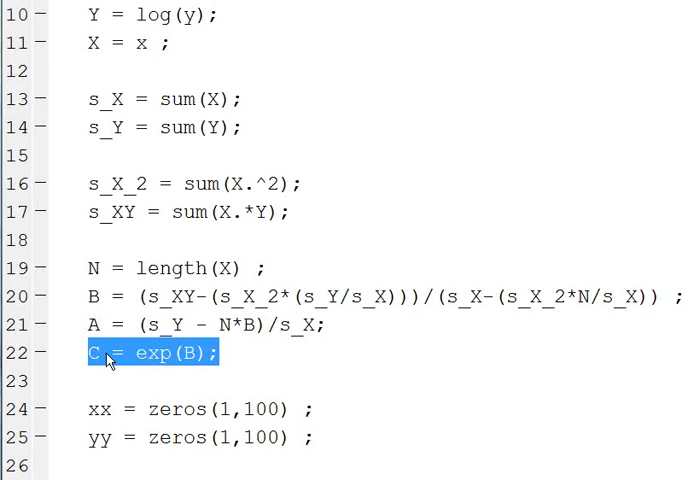 10 – Y = log(y);
11 – X = x ;
12
13 – s_X = sum(X);
14 – s_Y = sum(Y);
15
16 – s_X_2 = sum(X.^2);
17 – s_XY = sum(X.*Y);
18
19 – N = length(X) ;
20 – B = (s_XY-(s_X_2*(s_Y/s_X)))/(s_X-(s_X_2*N/s_X)) ;
21 – A = (s_Y - N*B)/s_X;
22 – C = exp(B);
23
24 – xx = zeros(1,100) ;
25 – yy = zeros(1,100) ;
26